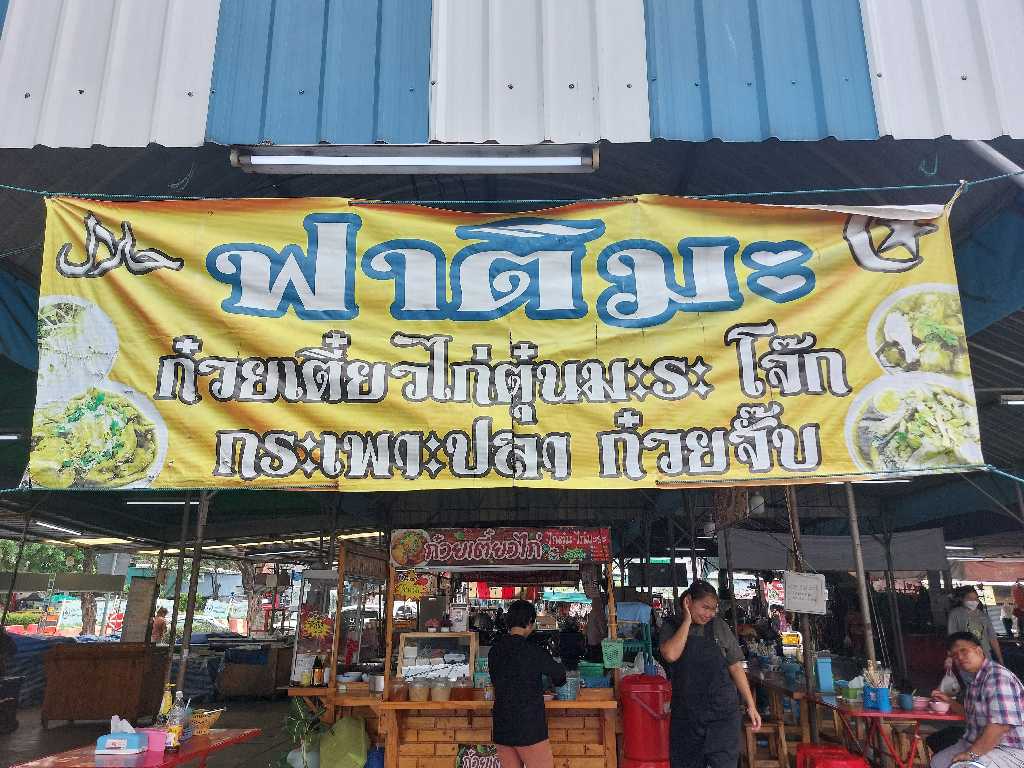 حلال
ฟาติมะ
ก๋วยเตี๋ยวไก่ตุ๋นมะระ โจ๊ก
กระเพาะปลา ก๋วยจั๊บ
ก๋วยเตี๋ยวไก่